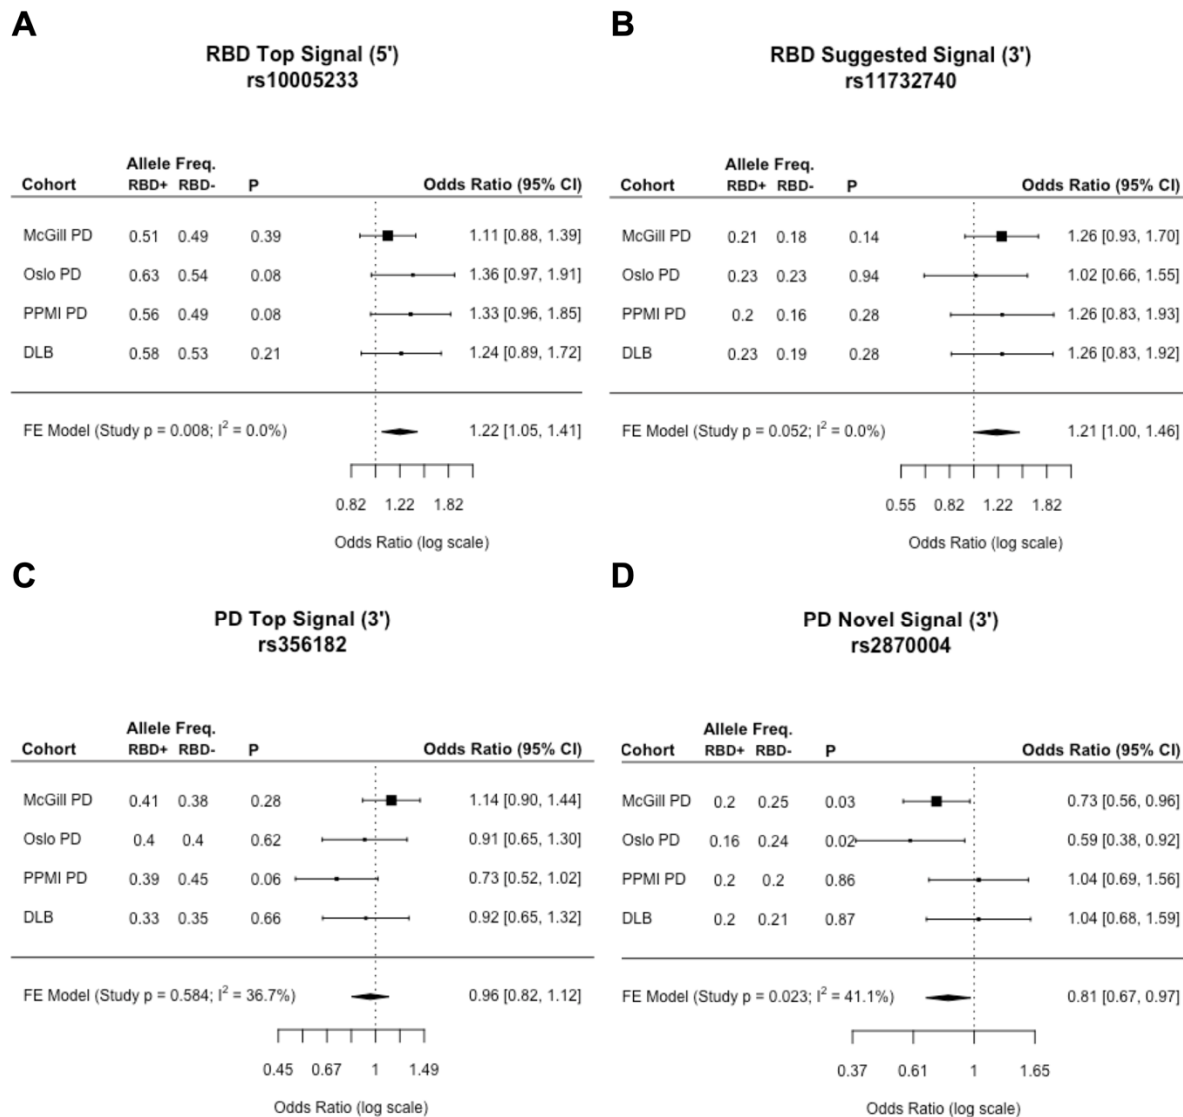 A
RBD Top Signal (5')
rs10005233
Allele Freq.
Cohort RBD+ RBD- P Odds Ratio (95% CI)
McGill PD 0.51 0.49 0.39 1.11 [0.88, 1.39]
Oslo PD 0.63 0.54 0.08 1.36 [0.97, 1.91]
PPMI PD 0.56 0.49 0.08 1.33 [0.96, 1.85]
DLB 0.58 0.53 0.21 1.24 [0.89, 1.72]
FE Model (Study p = 0.008; I² = 0.0%) 1.22 [1.05, 1.41]
0.82 1.22 1.82
Odds Ratio (log scale)
B
RBD Suggested Signal (3')
rs11732740
Allele Freq.
Cohort RBD+ RBD- P Odds Ratio (95% CI)
McGill PD 0.21 0.18 0.14 1.26 [0.93, 1.70]
Oslo PD 0.23 0.23 0.94 1.02 [0.66, 1.55]
PPMI PD 0.2 0.16 0.28 1.26 [0.83, 1.93]
DLB 0.23 0.19 0.28 1.26 [0.83, 1.92]
FE Model (Study p = 0.052; I² = 0.0%) 1.21 [1.00, 1.46]
0.55 0.82 1.22 1.82
Odds Ratio (log scale)
C
PD Top Signal (3')
rs356182
Allele Freq.
Cohort RBD+ RBD- P Odds Ratio (95% CI)
McGill PD 0.41 0.38 0.28 1.14 [0.90, 1.44]
Oslo PD 0.4 0.4 0.62 0.91 [0.65, 1.30]
PPMI PD 0.39 0.45 0.06 0.73 [0.52, 1.02]
DLB 0.33 0.35 0.66 0.92 [0.65, 1.32]
FE Model (Study p = 0.584; I² = 36.7%) 0.96 [0.82, 1.12]
0.45 0.67 1 1.49
Odds Ratio (log scale)
D
PD Novel Signal (3')
rs2870004
Allele Freq.
Cohort RBD+ RBD- P Odds Ratio (95% CI)
McGill PD 0.2 0.25 0.03 0.73 [0.56, 0.96]
Oslo PD 0.16 0.24 0.02 0.59 [0.38, 0.92]
PPMI PD 0.2 0.2 0.86 1.04 [0.69, 1.56]
DLB 0.2 0.21 0.87 1.04 [0.68, 1.59]
FE Model (Study p = 0.023; I² = 41.1%) 0.81 [0.67, 0.97]
0.37 0.61 1 1.65
Odds Ratio (log scale)